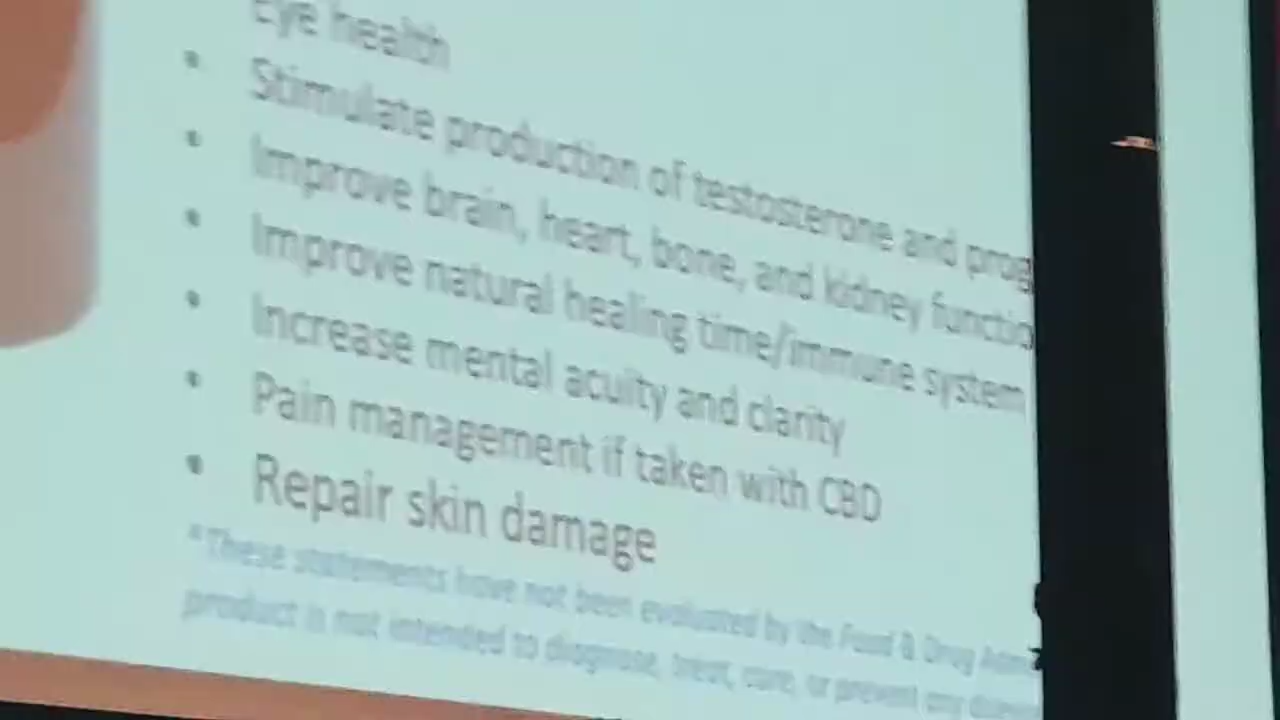 Eye health
• Stimulate production of testosterone and prog
• Improve brain, heart, bone, and kidney functio
• Improve natural healing time/immune system
• Increase mental acuity and clarity
• Pain management if taken with CBD
• Repair skin damage
*These statements have not been evaluated by the Food & Drug Admi
product is not intended to diagnose, treat, cure, or prevent any disea